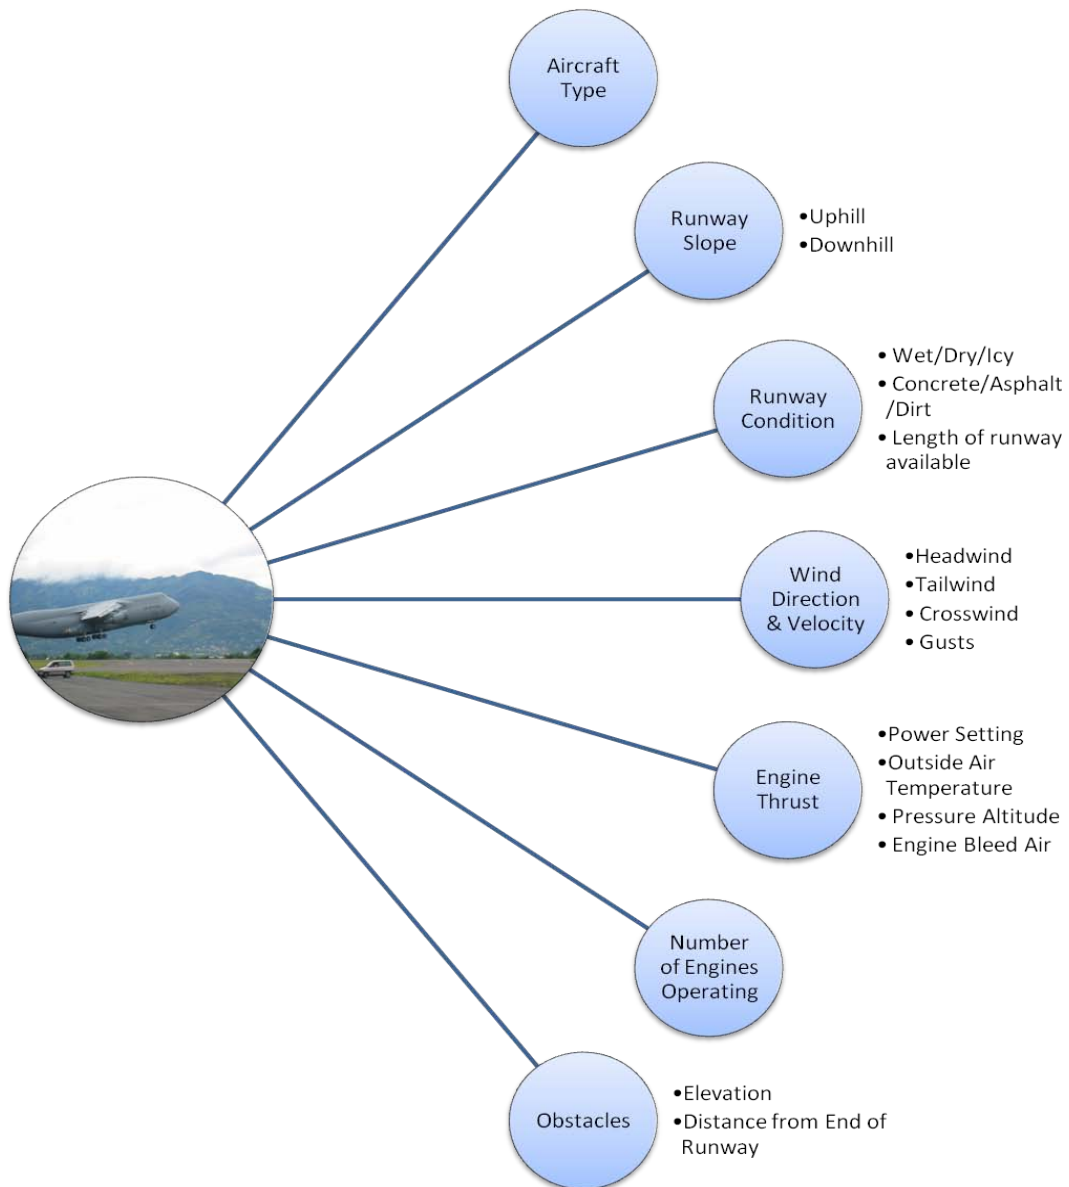 Aircraft
Type
Runway
Slope
•Uphill
•Downhill
Runway
Condition
• Wet/Dry/Icy
• Concrete/Asphalt
/Dirt
• Length of runway
available
Wind
Direction
& Velocity
•Headwind
•Tailwind
• Crosswind
• Gusts
Engine
Thrust
•Power Setting
•Outside Air
Temperature
• Pressure Altitude
• Engine Bleed Air
Number
of Engines
Operating
Obstacles
•Elevation
•Distance from End of
Runway